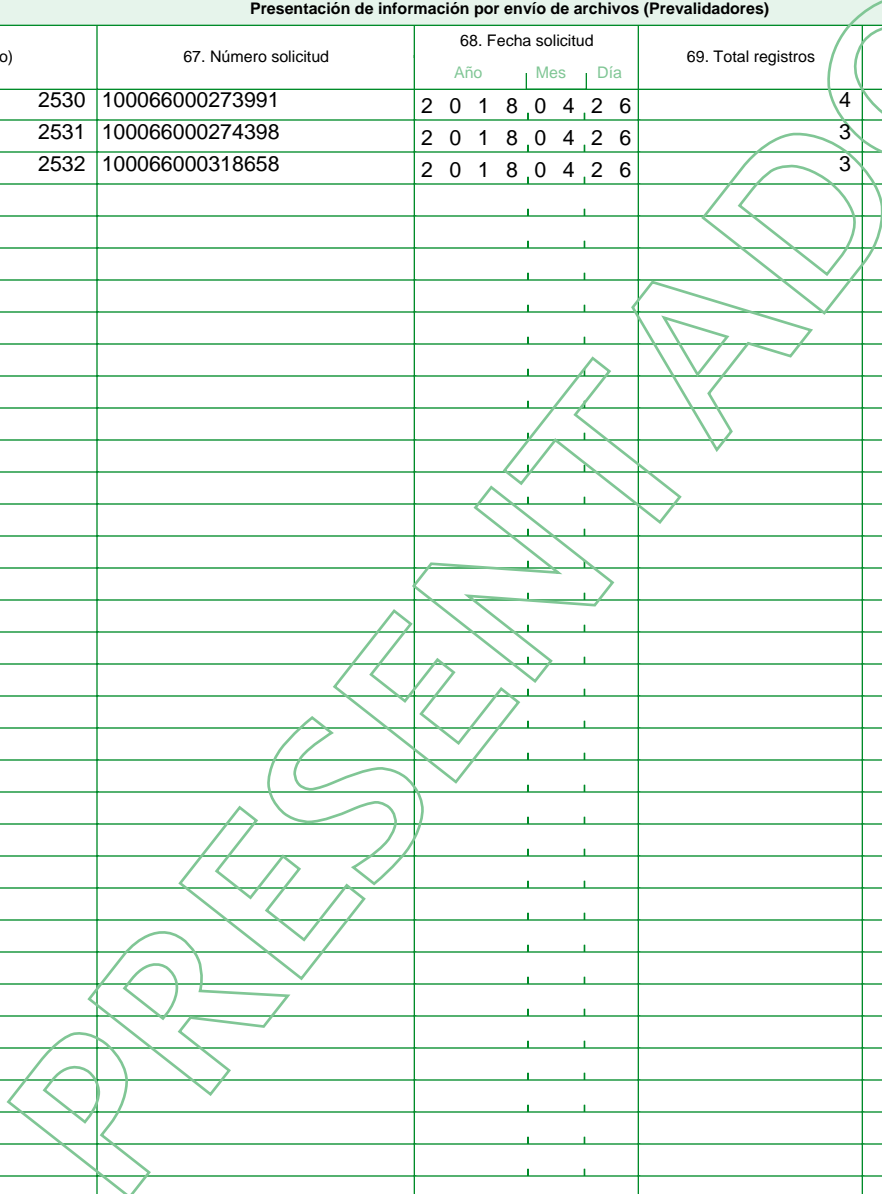 Presentación de información por envío de archivos (Prevalidadores)
o) 67. Número solicitud 68. Fecha solicitud 69. Total registros
Año Mes Día
2530 100066000273991 2 0 1 8 0 4 2 6 4
2531 100066000274398 2 0 1 8 0 4 2 6 3
2532 100066000318658 2 0 1 8 0 4 2 6 3
PRESENTADO